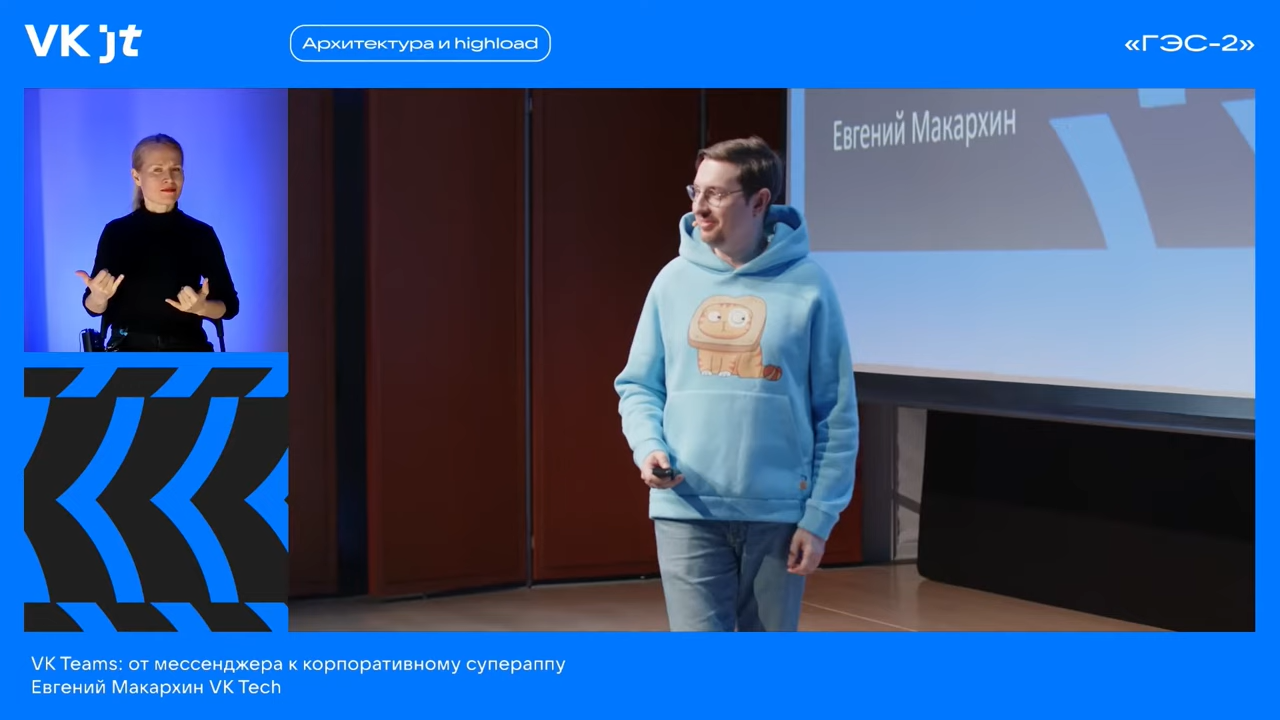 VK jt
Архитектура и highload
«ГЭС-2»
Евгений Макархин
VK Teams: от мессенджера к корпоративному супераппу
Евгений Макархин VK Tech